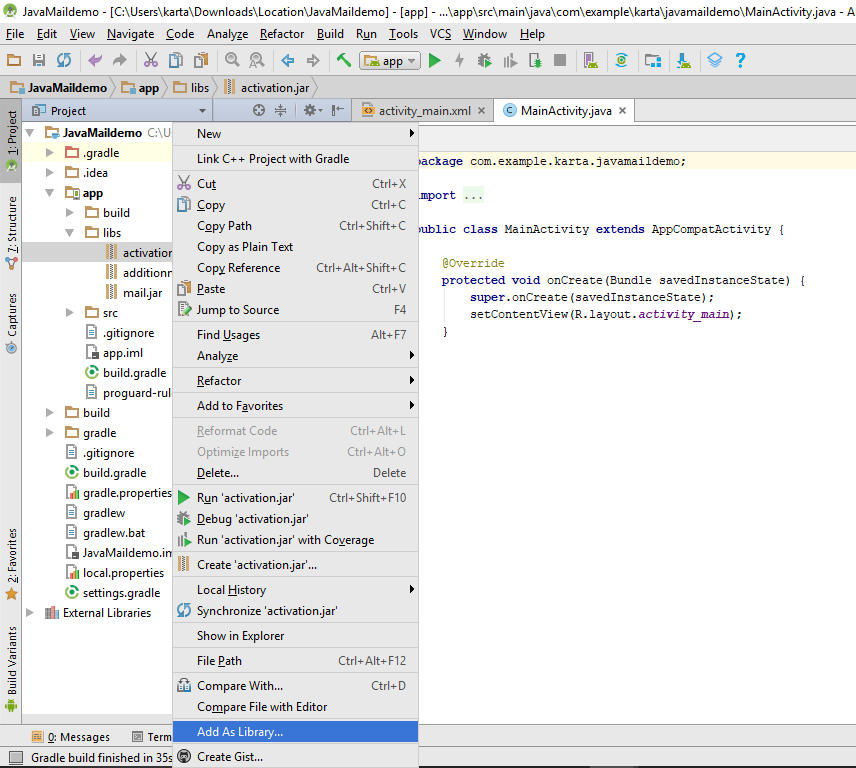 JavaMaildemo - [C:\Users\karta\Downloads\Location\JavaMaildemo] - [app] - ...\app\src\main\java\com\example\karta\javamaildemo\MainActivity.java - A
File Edit View Navigate Code Analyze Refactor Build Run Tools VCS Window Help
app
JavaMaildemo app libs activation.jar
Project activity_main.xml MainActivity.java
1: Project
7: Structure
Captures
2: Favorites
Build Variants
JavaMaildemo C:\U
.gradle
.idea
app
build
libs
activation
additionn
mail.jar
src
.gitignore
app.iml
build.gradle
proguard-rul
build
gradle
.gitignore
build.gradle
gradle.properties
gradlew
gradlew.bat
JavaMaildemo.im
local.properties
settings.gradle
External Libraries
New
Link C++ Project with Gradle
Cut Ctrl+X
Copy Ctrl+C
Copy Path Ctrl+Shift+C
Copy as Plain Text
Copy Reference Ctrl+Alt+Shift+C
Paste Ctrl+V
Jump to Source F4
Find Usages Alt+F7
Analyze
Refactor
Add to Favorites
Reformat Code Ctrl+Alt+L
Optimize Imports Ctrl+Alt+O
Delete... Delete
Run 'activation.jar' Ctrl+Shift+F10
Debug 'activation.jar'
Run 'activation.jar' with Coverage
Create 'activation.jar'...
Local History
Synchronize 'activation.jar'
Show in Explorer
File Path Ctrl+Alt+F12
Compare With... Ctrl+D
Compare File with Editor
Add As Library...
Create Gist...
package com.example.karta.javamaildemo;
import ...
public class MainActivity extends AppCompatActivity {
@Override
protected void onCreate(Bundle savedInstanceState) {
super.onCreate(savedInstanceState);
setContentView(R.layout.activity_main);
}
0: Messages Term
Gradle build finished in 35s